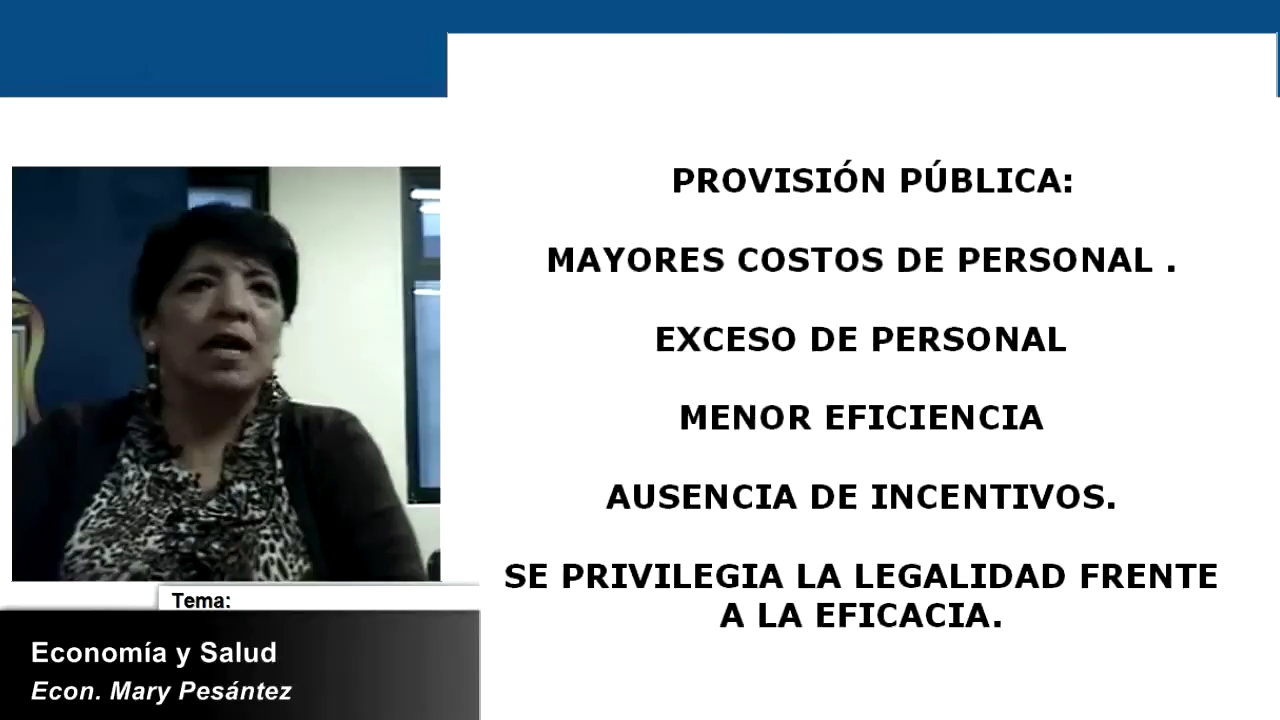 PROVISIÓN PÚBLICA:
MAYORES COSTOS DE PERSONAL .
EXCESO DE PERSONAL
MENOR EFICIENCIA
AUSENCIA DE INCENTIVOS.
SE PRIVILEGIA LA LEGALIDAD FRENTE
A LA EFICACIA.
Tema:
Economía y Salud
Econ. Mary Pesántez